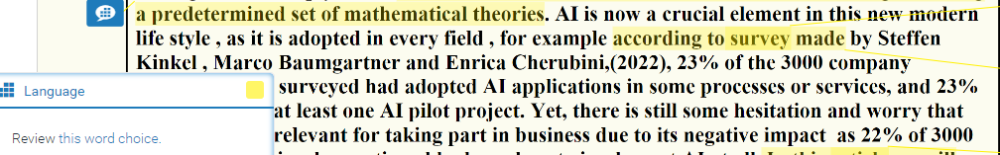 a predetermined set of mathematical theories. AI is now a crucial element in this new modern
life style , as it is adopted in every field , for example according to survey made by Steffen
Kinkel , Marco Baumgartner and Enrica Cherubini,(2022), 23% of the 3000 company
surveyed had adopted AI applications in some processes or services, and 23%
at least one AI pilot project. Yet, there is still some hesitation and worry that
relevant for taking part in business due to its negative impact as 22% of 3000
Language
Review this word choice.